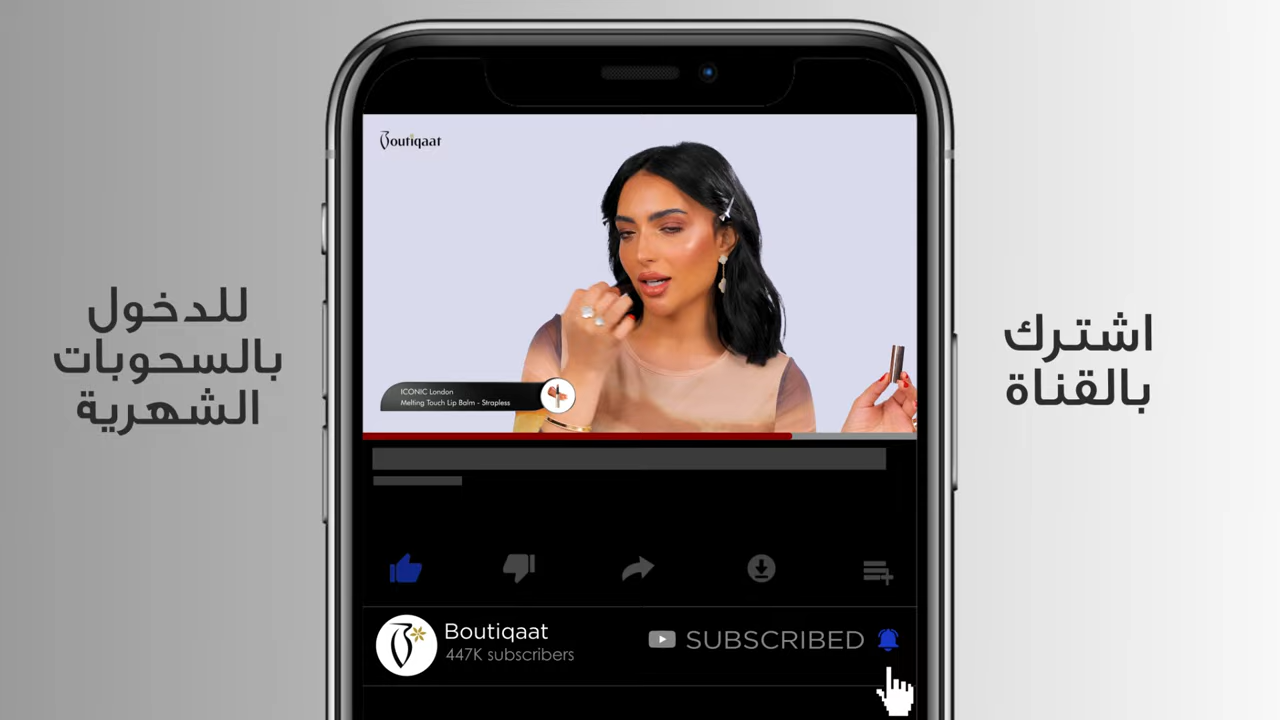 اشترك
بالقناة
للدخول
بالسحوبات
الشهرية
Boutiqaat
ICONIC London
Melting Touch Lip Balm - Strapless
Boutiqaat
447K subscribers
SUBSCRIBED